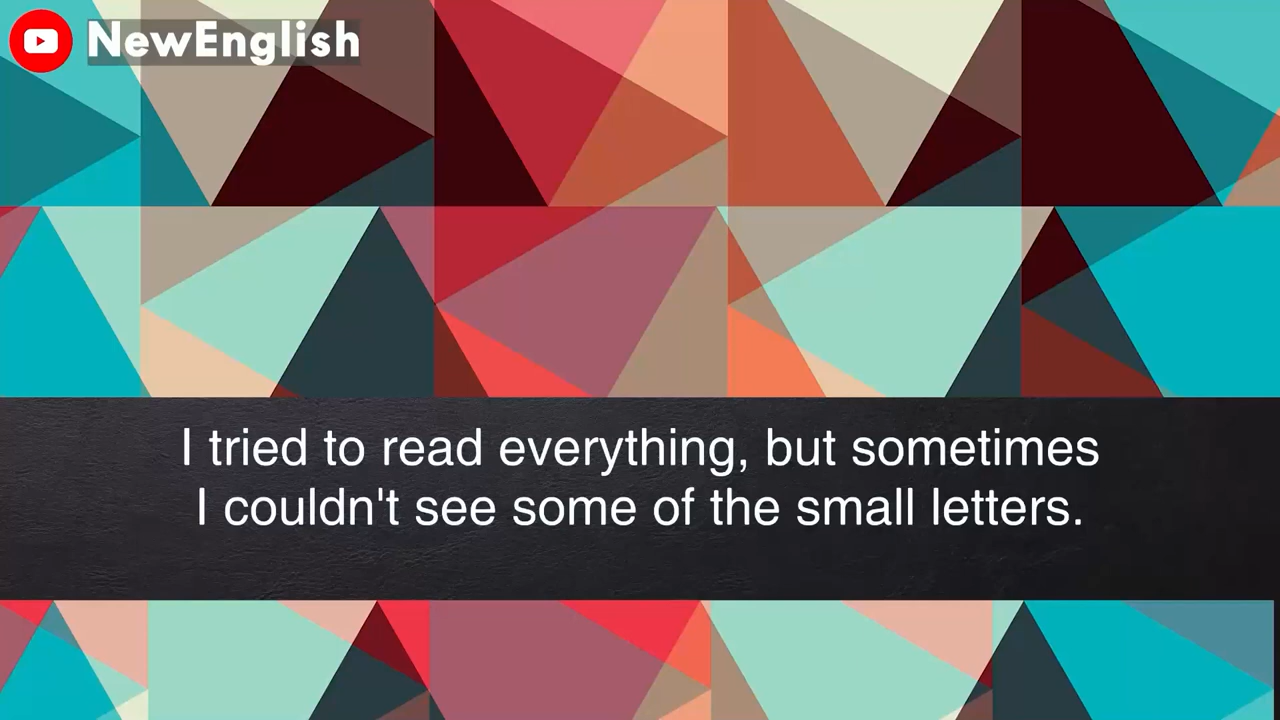 NewEnglish
I tried to read everything, but sometimes
I couldn't see some of the small letters.